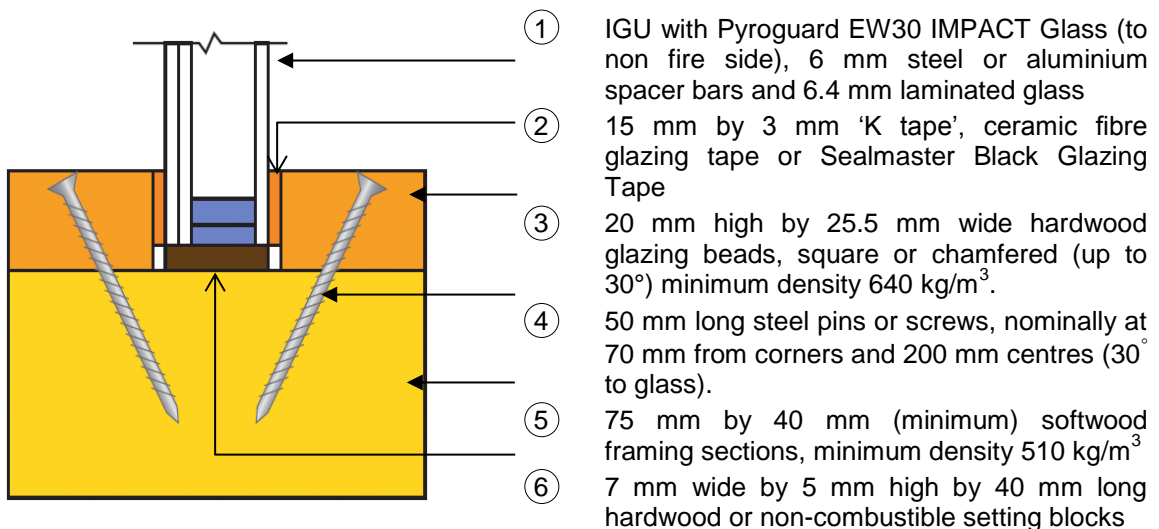 ① IGU with Pyroguard EW30 IMPACT Glass (to
non fire side), 6 mm steel or aluminium
spacer bars and 6.4 mm laminated glass
② 15 mm by 3 mm ‘K tape’, ceramic fibre
glazing tape or Sealmaster Black Glazing
Tape
③ 20 mm high by 25.5 mm wide hardwood
glazing beads, square or chamfered (up to
30°) minimum density 640 kg/m³.
④ 50 mm long steel pins or screws, nominally at
70 mm from corners and 200 mm centres (30°
to glass).
⑤ 75 mm by 40 mm (minimum) softwood
framing sections, minimum density 510 kg/m³
⑥ 7 mm wide by 5 mm high by 40 mm long
hardwood or non-combustible setting blocks